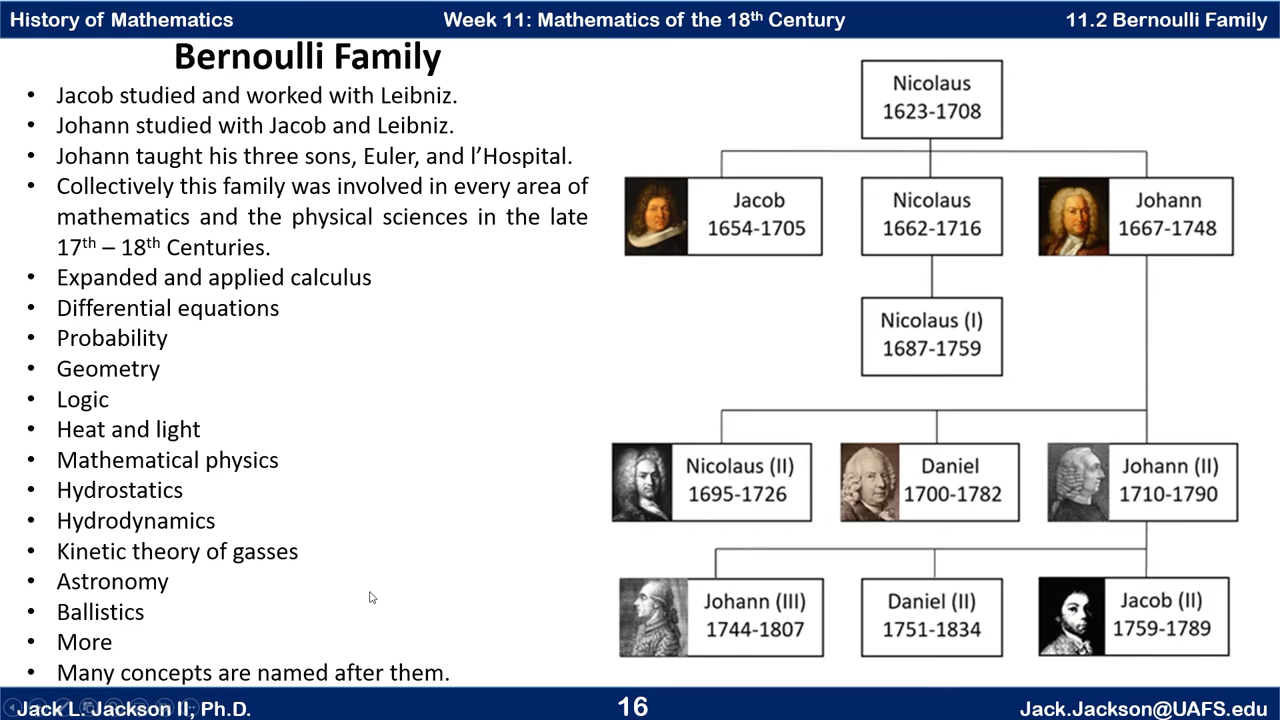 History of Mathematics
Week 11: Mathematics of the 18th Century
11.2 Bernoulli Family
Bernoulli Family
• Jacob studied and worked with Leibniz.
• Johann studied with Jacob and Leibniz.
• Johann taught his three sons, Euler, and l’Hospital.
• Collectively this family was involved in every area of
mathematics and the physical sciences in the late
17th – 18th Centuries.
• Expanded and applied calculus
• Differential equations
• Probability
• Geometry
• Logic
• Heat and light
• Mathematical physics
• Hydrostatics
• Hydrodynamics
• Kinetic theory of gasses
• Astronomy
• Ballistics
• More
• Many concepts are named after them.
Nicolaus
1623-1708
Jacob
1654-1705
Nicolaus
1662-1716
Johann
1667-1748
Nicolaus (I)
1687-1759
Nicolaus (II)
1695-1726
Daniel
1700-1782
Johann (II)
1710-1790
Johann (III)
1744-1807
Daniel (II)
1751-1834
Jacob (II)
1759-1789
Jack L. Jackson II, Ph.D.
16
Jack.Jackson@UAFS.edu